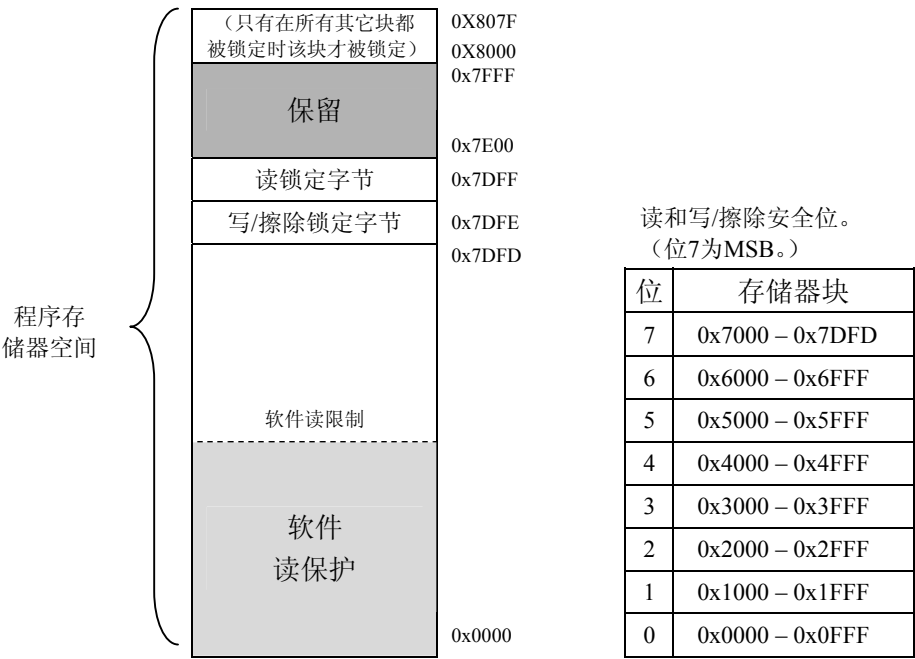 （只有在所有其它块都
被锁定时该块才被锁定）
0X807F
0X8000
0x7FFF
保留
0x7E00
读锁定字节
0x7DFF
写/擦除锁定字节
0x7DFE
0x7DFD
程序存
储器空间
软件读限制
软件
读保护
0x0000
读和写/擦除安全位。
（位7为MSB。）
位 存储器块
7 0x7000 – 0x7DFD
6 0x6000 – 0x6FFF
5 0x5000 – 0x5FFF
4 0x4000 – 0x4FFF
3 0x3000 – 0x3FFF
2 0x2000 – 0x2FFF
1 0x1000 – 0x1FFF
0 0x0000 – 0x0FFF